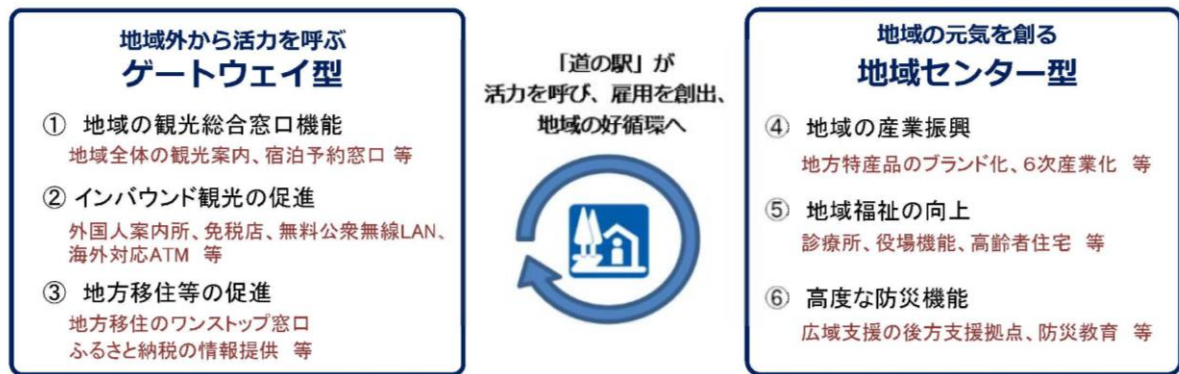 地域外から活力を呼ぶ
ゲートウェイ型
① 地域の観光総合窓口機能
地域全体の観光案内、宿泊予約窓口 等
② インバウンド観光の促進
外国人案内所、免税店、無料公衆無線LAN、
海外対応ATM 等
③ 地方移住等の促進
地方移住のワンストップ窓口
ふるさと納税の情報提供 等
「道の駅」が
活力を呼び、雇用を創出、
地域の好循環へ
地域の元気を創る
地域センター型
④ 地域の産業振興
地方特産品のブランド化、6次産業化 等
⑤ 地域福祉の向上
診療所、役場機能、高齢者住宅 等
⑥ 高度な防災機能
広域支援の後方支援拠点、防災教育 等